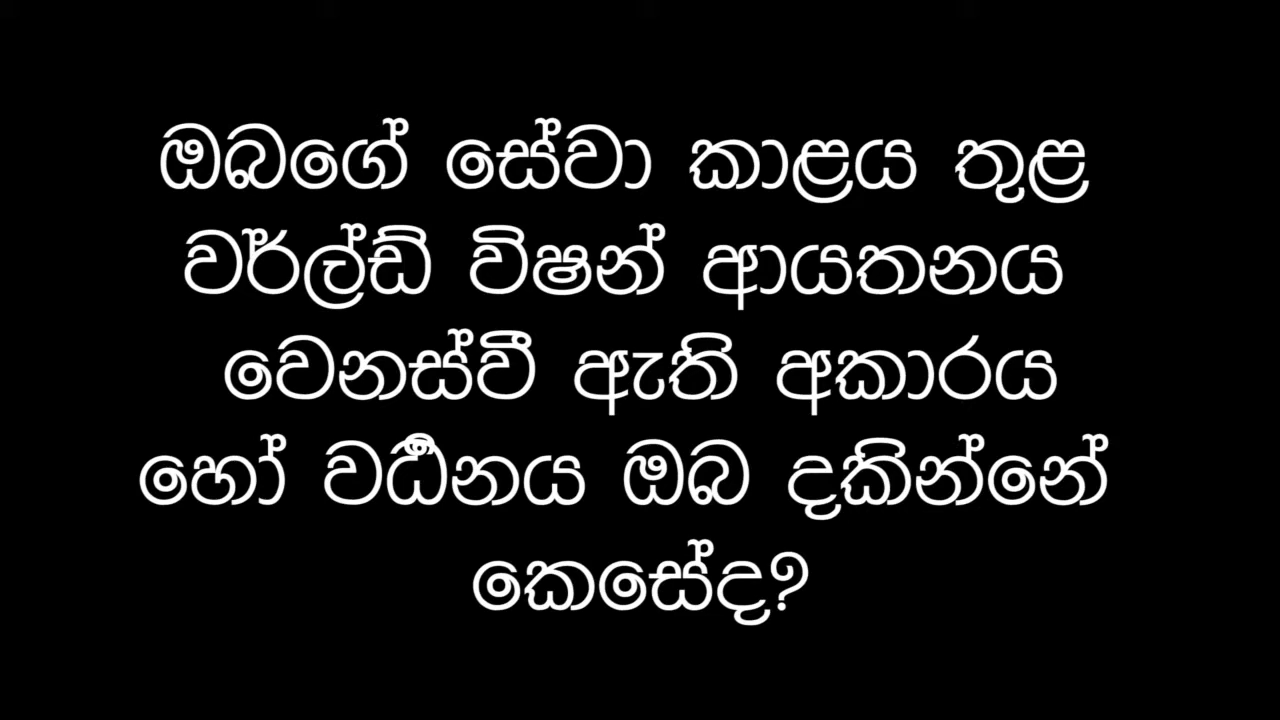 ඔබගේ සේවා කාළය තුළ
වර්ල්ඩ් විෂන් ආයතනය
වෙනස්වී ඇති අකාරය
හෝ වර්ධනය ඔබ දකින්නේ
කෙසේද?